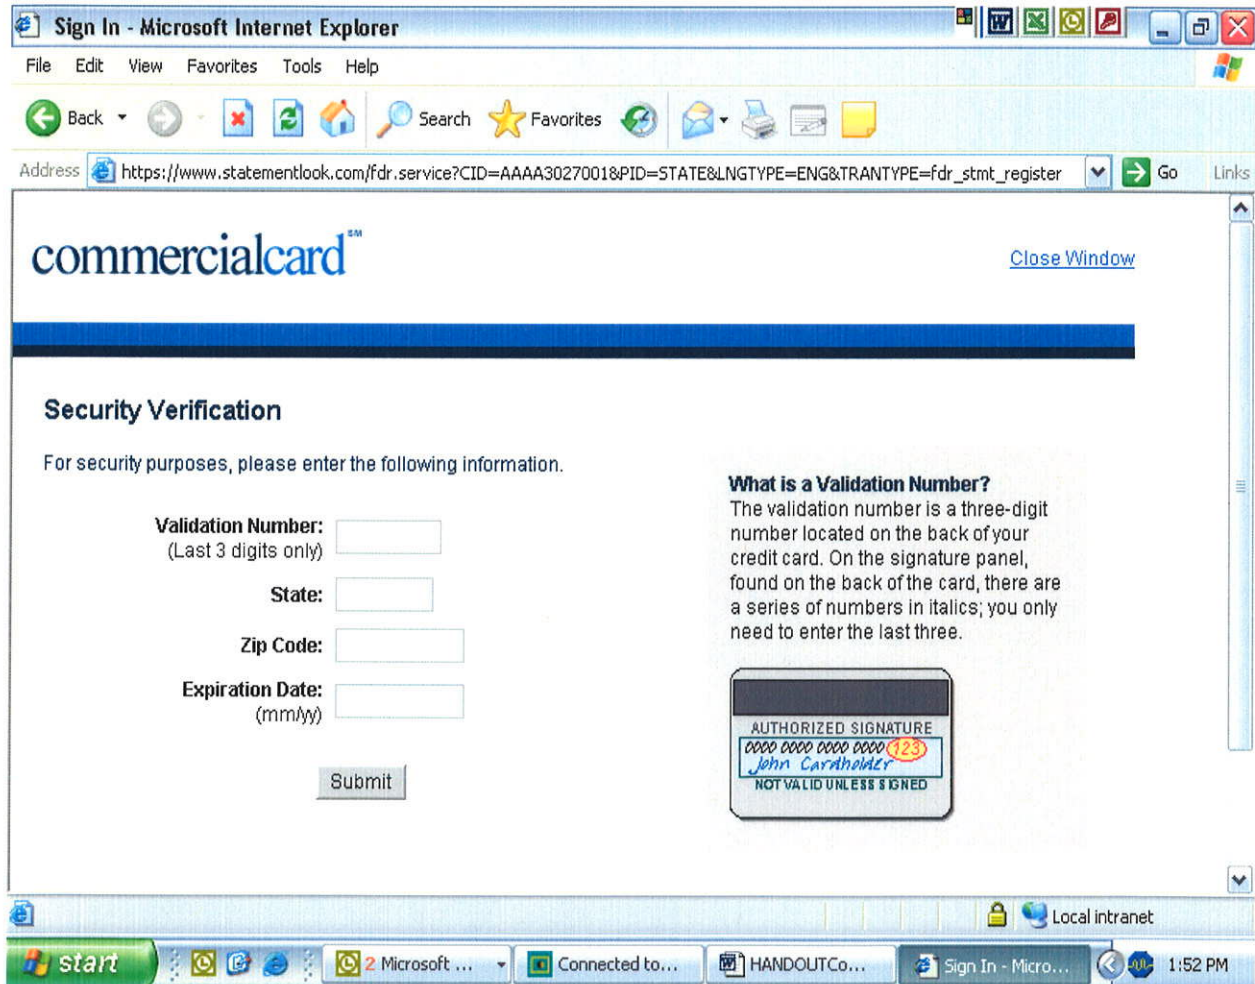 Sign In - Microsoft Internet Explorer
File Edit View Favorites Tools Help
Back Search Favorites
Address https://www.statementlook.com/fdr.service?CID=AAAA3027001&PID=STATE&LNGTYPE=ENG&TRANTYPE=fdr_stmt_register Go Links
commercialcard℠
Close Window
Security Verification
For security purposes, please enter the following information.
Validation Number:
(Last 3 digits only)
State:
Zip Code:
Expiration Date:
(mm/yy)
Submit
What is a Validation Number?
The validation number is a three-digit
number located on the back of your
credit card. On the signature panel,
found on the back of the card, there are
a series of numbers in italics; you only
need to enter the last three.
AUTHORIZED SIGNATURE
0000 0000 0000 0000 123
John Cardholder
NOT VALID UNLESS SIGNED
Local intranet
start 2 Microsoft ... Connected to... HANDOUTCo... Sign In - Micro... 1:52 PM